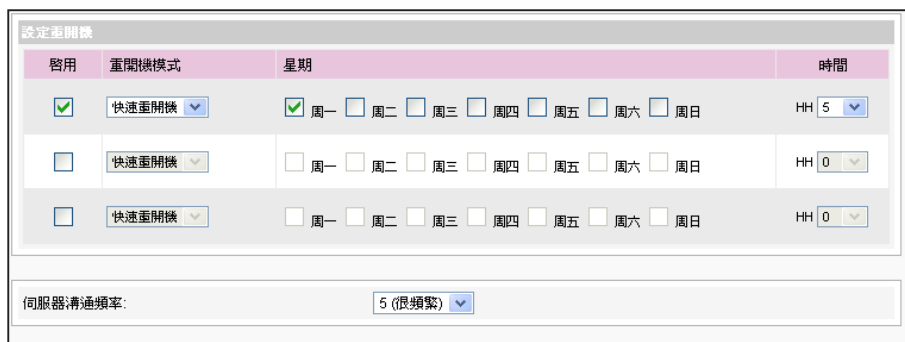 設定重開機
啓用 重開機模式 星期 時間
快速重開機 周一 周二 周三 周四 周五 周六 周日 HH 5
快速重開機 周一 周二 周三 周四 周五 周六 周日 HH 0
快速重開機 周一 周二 周三 周四 周五 周六 周日 HH 0
伺服器溝通頻率: 5 (很頻繁)